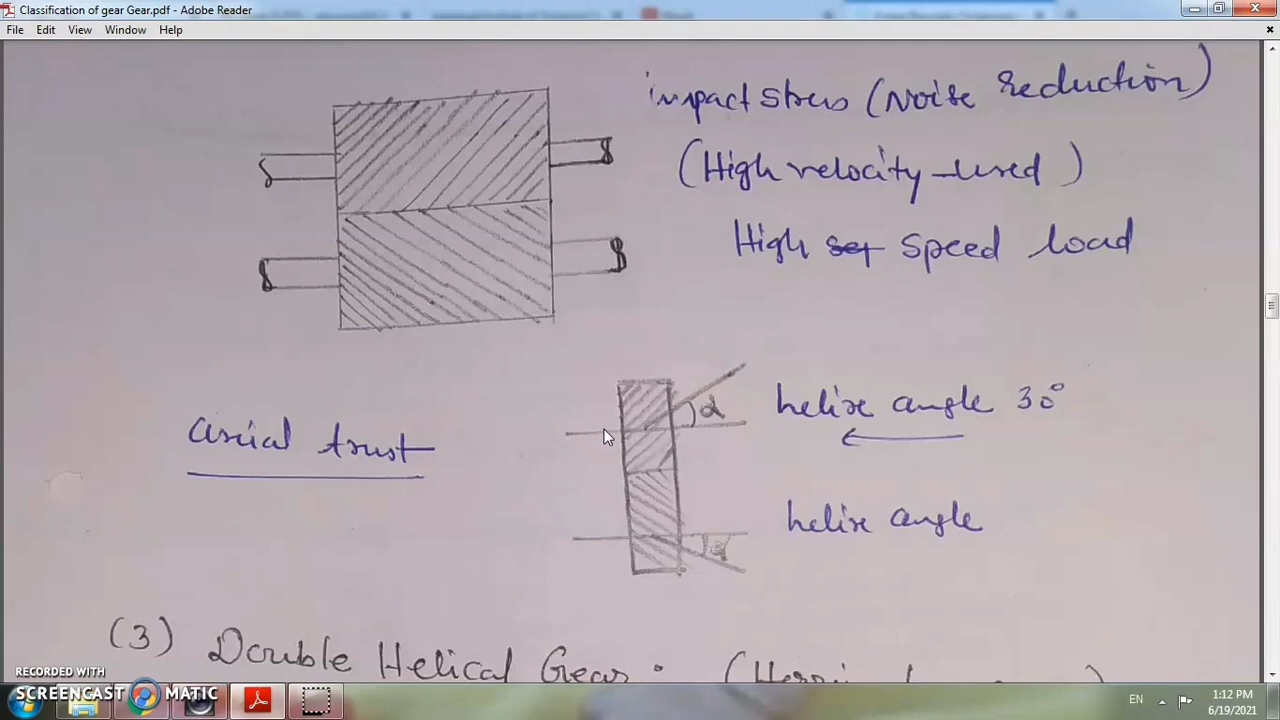 Classification of gear Gear.pdf - Adobe Reader
File Edit View Window Help
impact stress (Noise reduction)
(High velocity used)
High speed load
α
helix angle 30°
axial trust
helix angle
(3) Double Helical Gear :
RECORDED WITH
SCREENCAST MATIC
EN
1:12 PM
6/19/2021